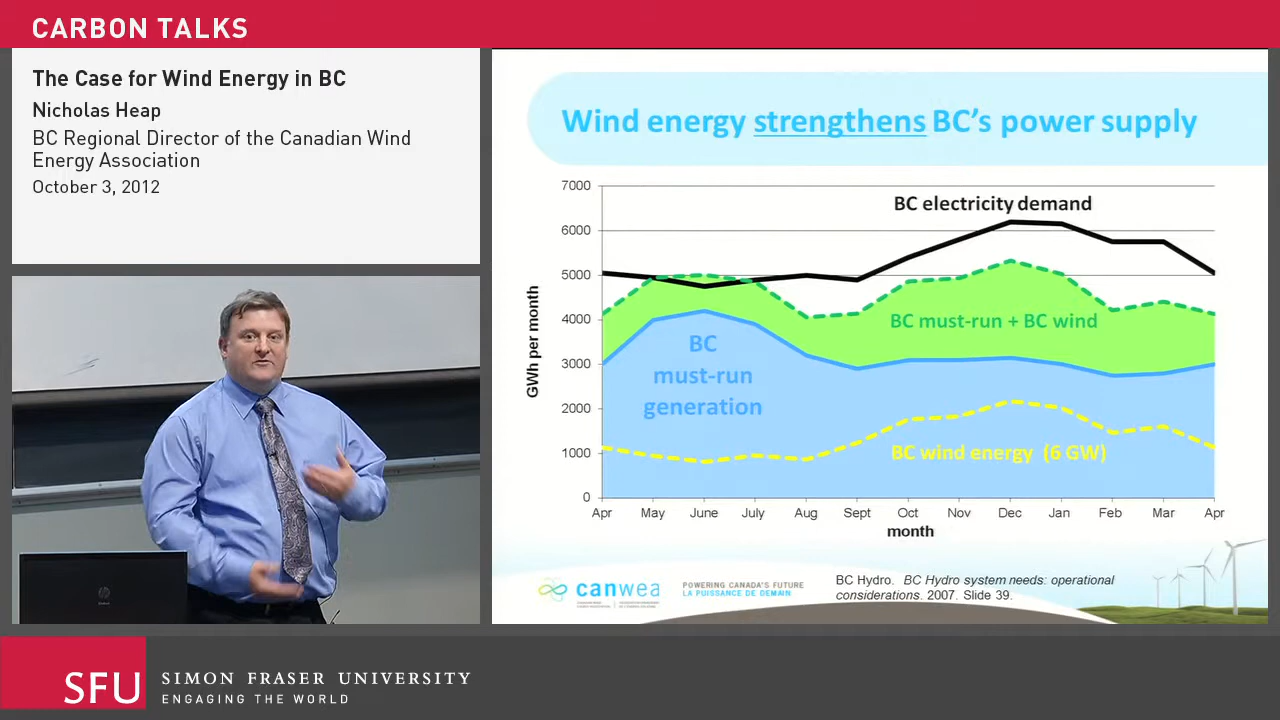 CARBON TALKS
The Case for Wind Energy in BC
Nicholas Heap
BC Regional Director of the Canadian Wind
Energy Association
October 3, 2012
Wind energy strengthens BC's power supply
7000
6000
5000
4000
3000
2000
1000
0
GWh per month
BC electricity demand
BC must-run + BC wind
BC
must-run
generation
BC wind energy (6 GW)
Apr May June July Aug Sept Oct Nov Dec Jan Feb Mar Apr
month
canwea
POWERING CANADA'S FUTURE
LA PUISSANCE DE DEMAIN
BC Hydro. BC Hydro system needs: operational
considerations. 2007. Slide 39.
SFU
SIMON FRASER UNIVERSITY
ENGAGING THE WORLD